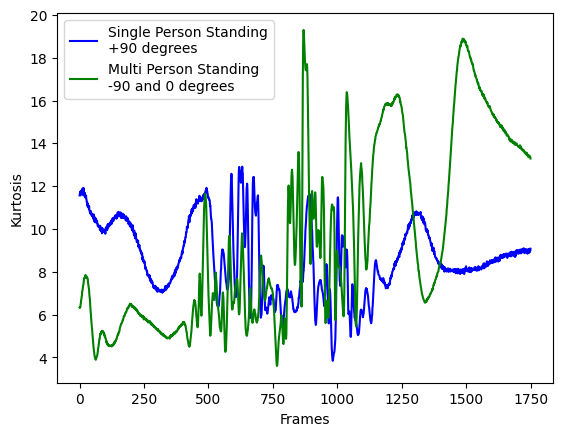 Single Person Standing
+90 degrees
Multi Person Standing
-90 and 0 degrees
Kurtosis
20
18
16
14
12
10
8
6
4
0
250
500
750
1000
1250
1500
1750
Frames